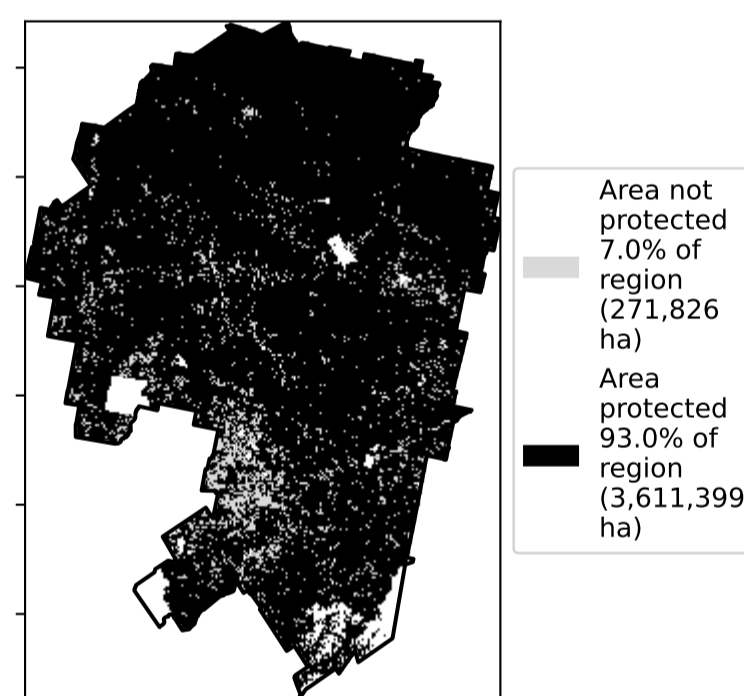 Area not
protected
7.0% of
region
(271,826
ha)
Area
protected
93.0% of
region
(3,611,399
ha)